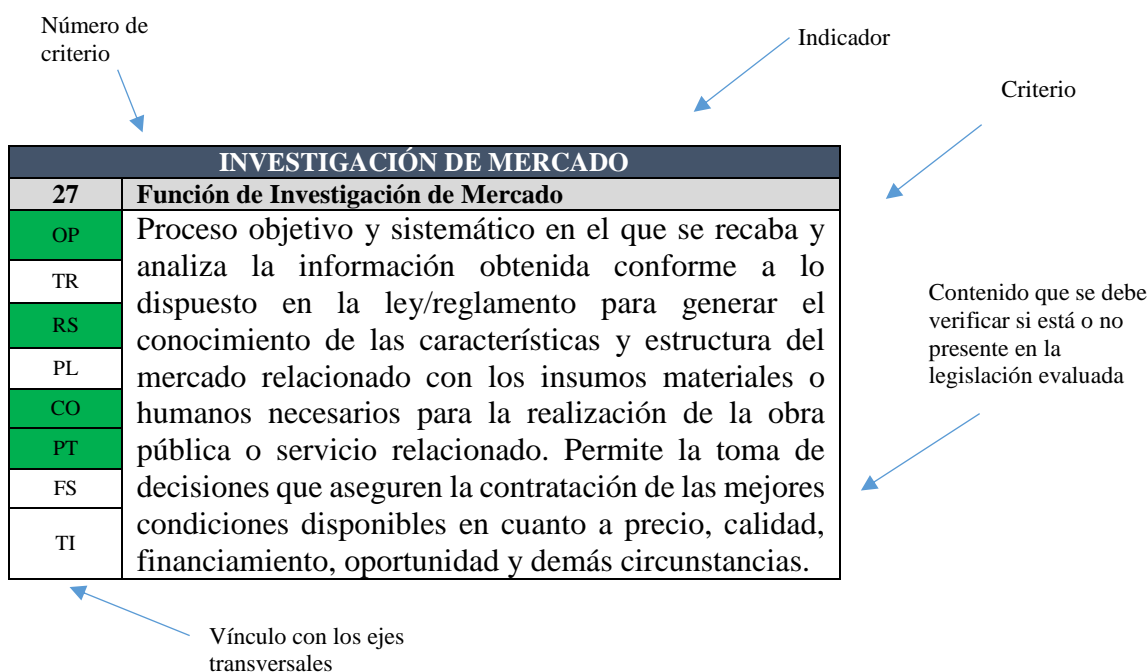 Número de
criterio
Indicador
Criterio
INVESTIGACIÓN DE MERCADO
27 Función de Investigación de Mercado
OP
TR
RS
PL
CO
PT
FS
TI
Proceso objetivo y sistemático en el que se recaba y
analiza la información obtenida conforme a lo
dispuesto en la ley/reglamento para generar el
conocimiento de las características y estructura del
mercado relacionado con los insumos materiales o
humanos necesarios para la realización de la obra
pública o servicio relacionado. Permite la toma de
decisiones que aseguren la contratación de las mejores
condiciones disponibles en cuanto a precio, calidad,
financiamiento, oportunidad y demás circunstancias.
Contenido que se debe
verificar si está o no
presente en la
legislación evaluada
Vínculo con los ejes
transversales